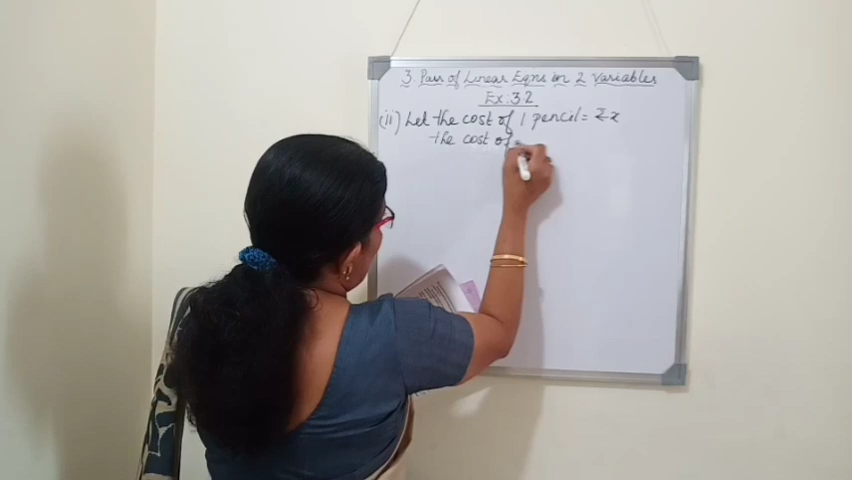 3. Pair of Linear Eqns in 2 Variables
Ex: 3.2
(ii) Let the cost of 1 pencil = ₹x
the cost of